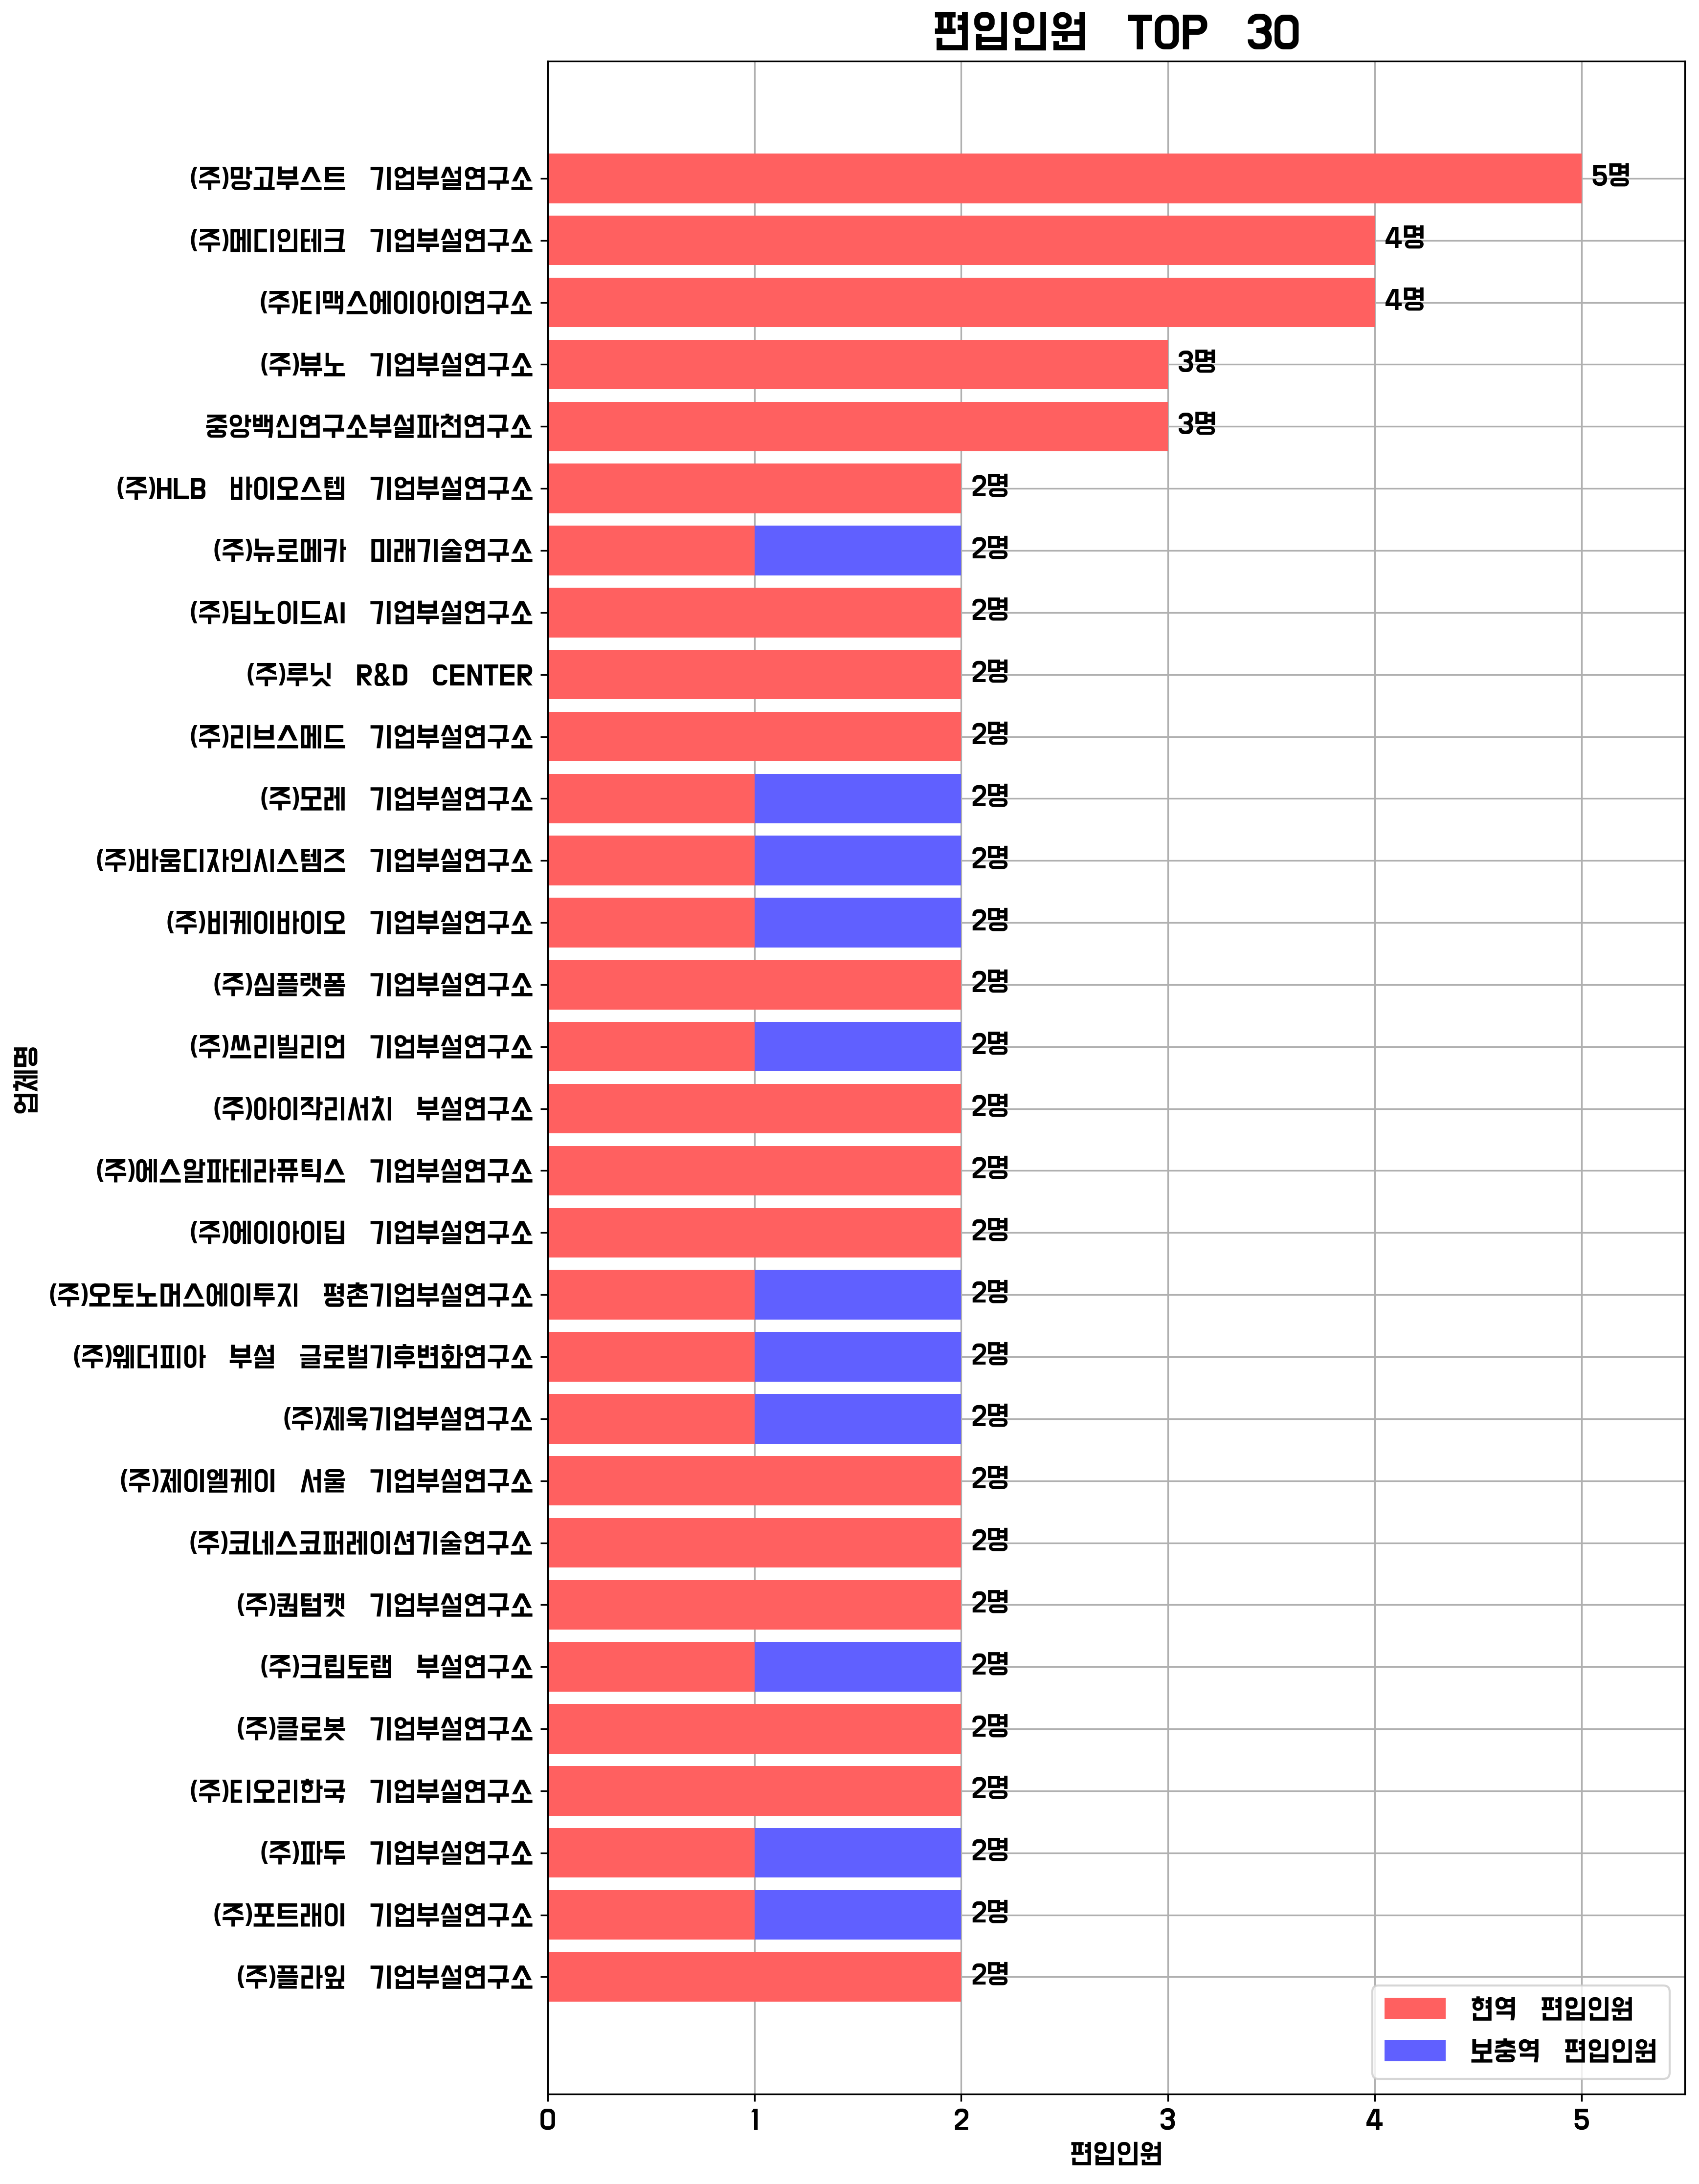 편입인원 TOP 30
(주)망고부스트 기업부설연구소
5명
(주)메디인테크 기업부설연구소
4명
(주)티맥스에이아이연구소
4명
(주)뷰노 기업부설연구소
3명
중앙백신연구소부설파천연구소
3명
(주)HLB 바이오스텝 기업부설연구소
2명
(주)뉴로메카 미래기술연구소
2명
(주)딥노이드AI 기업부설연구소
2명
(주)루닛 R&D CENTER
2명
(주)리브스메드 기업부설연구소
2명
(주)모레 기업부설연구소
2명
(주)바움디자인시스템즈 기업부설연구소
2명
(주)비케이바이오 기업부설연구소
2명
(주)심플랫폼 기업부설연구소
2명
(주)쓰리빌리언 기업부설연구소
2명
(주)아이작리서치 부설연구소
2명
(주)에스알파테라퓨틱스 기업부설연구소
2명
(주)에이아이딥 기업부설연구소
2명
(주)오토노머스에이투지 평촌기업부설연구소
2명
(주)웨더피아 부설 글로벌기후변화연구소
2명
(주)제욱기업부설연구소
2명
(주)제이엘케이 서울 기업부설연구소
2명
(주)코네스코퍼레이션기술연구소
2명
(주)퀀텀캣 기업부설연구소
2명
(주)크립토랩 부설연구소
2명
(주)클로봇 기업부설연구소
2명
(주)티오리한국 기업부설연구소
2명
(주)파두 기업부설연구소
2명
(주)포트래이 기업부설연구소
2명
(주)플라잎 기업부설연구소
2명
업체명
현역 편입인원
보충역 편입인원
0 1 2 3 4 5
편입인원